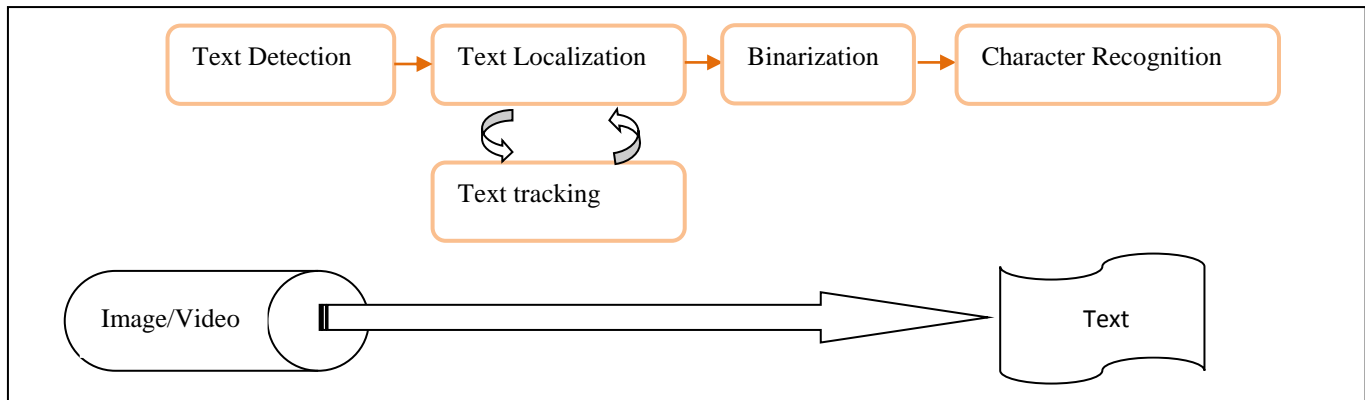 Text Detection
Text Localization
Binarization
Character Recognition
Text tracking
Image/Video
Text